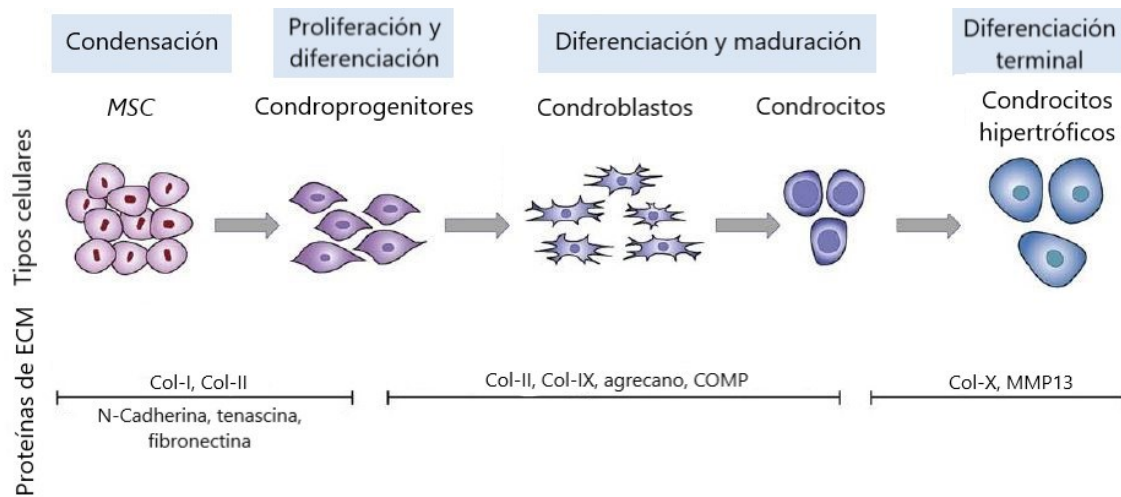 Condensación
Proliferación y
diferenciación
Diferenciación y maduración
Diferenciación
terminal
MSC
Condroprogenitores
Condroblastos
Condrocitos
Condrocitos
hipertróficos
Tipos celulares
Proteínas de ECM
Col-I, Col-II
N-Cadherina, tenascina,
fibronectina
Col-II, Col-IX, agrecano, COMP
Col-X, MMP13